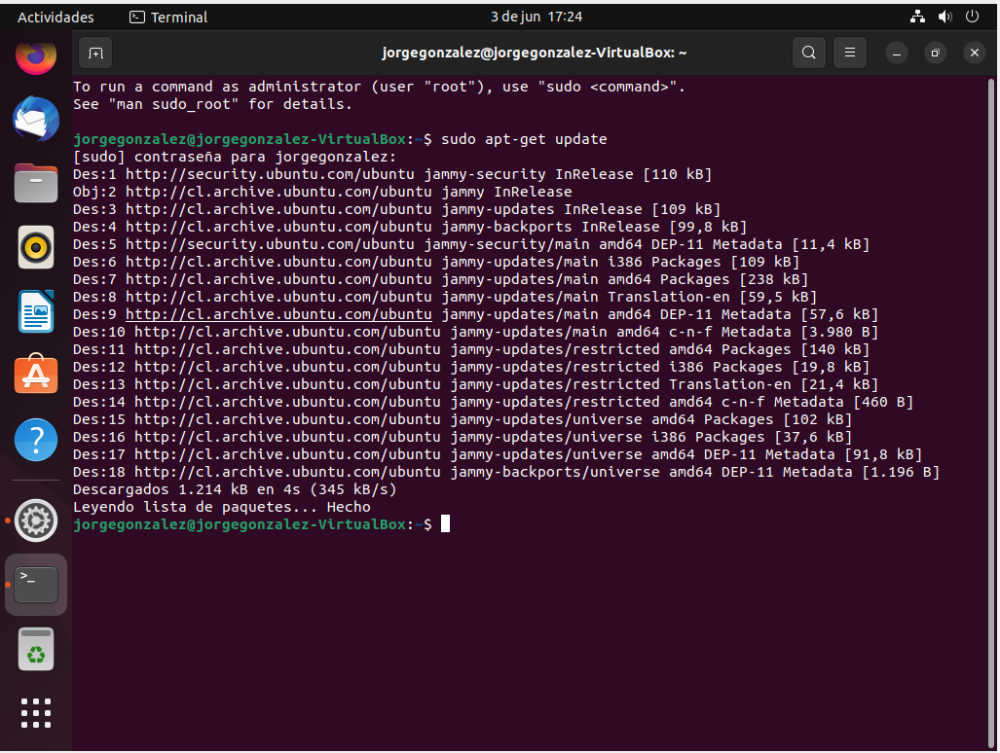 Actividades
Terminal
3 de jun 17:24
jorgegonzalez@jorgegonzalez-VirtualBox: ~
To run a command as administrator (user "root"), use "sudo <command>".
See "man sudo_root" for details.
jorgegonzalez@jorgegonzalez-VirtualBox:~$ sudo apt-get update
[sudo] contraseña para jorgegonzalez:
Des:1 http://security.ubuntu.com/ubuntu jammy-security InRelease [110 kB]
Obj:2 http://cl.archive.ubuntu.com/ubuntu jammy InRelease
Des:3 http://cl.archive.ubuntu.com/ubuntu jammy-updates InRelease [109 kB]
Des:4 http://cl.archive.ubuntu.com/ubuntu jammy-backports InRelease [99,8 kB]
Des:5 http://security.ubuntu.com/ubuntu jammy-security/main amd64 DEP-11 Metadata [11,4 kB]
Des:6 http://cl.archive.ubuntu.com/ubuntu jammy-updates/main i386 Packages [109 kB]
Des:7 http://cl.archive.ubuntu.com/ubuntu jammy-updates/main amd64 Packages [238 kB]
Des:8 http://cl.archive.ubuntu.com/ubuntu jammy-updates/main Translation-en [59,5 kB]
Des:9 http://cl.archive.ubuntu.com/ubuntu jammy-updates/main amd64 DEP-11 Metadata [57,6 kB]
Des:10 http://cl.archive.ubuntu.com/ubuntu jammy-updates/main amd64 c-n-f Metadata [3.980 B]
Des:11 http://cl.archive.ubuntu.com/ubuntu jammy-updates/restricted amd64 Packages [140 kB]
Des:12 http://cl.archive.ubuntu.com/ubuntu jammy-updates/restricted i386 Packages [19,8 kB]
Des:13 http://cl.archive.ubuntu.com/ubuntu jammy-updates/restricted Translation-en [21,4 kB]
Des:14 http://cl.archive.ubuntu.com/ubuntu jammy-updates/restricted amd64 c-n-f Metadata [460 B]
Des:15 http://cl.archive.ubuntu.com/ubuntu jammy-updates/universe amd64 Packages [102 kB]
Des:16 http://cl.archive.ubuntu.com/ubuntu jammy-updates/universe i386 Packages [37,6 kB]
Des:17 http://cl.archive.ubuntu.com/ubuntu jammy-updates/universe amd64 DEP-11 Metadata [91,8 kB]
Des:18 http://cl.archive.ubuntu.com/ubuntu jammy-backports/universe amd64 DEP-11 Metadata [1.196 B]
Descargados 1.214 kB en 4s (345 kB/s)
Leyendo lista de paquetes... Hecho
jorgegonzalez@jorgegonzalez-VirtualBox:~$